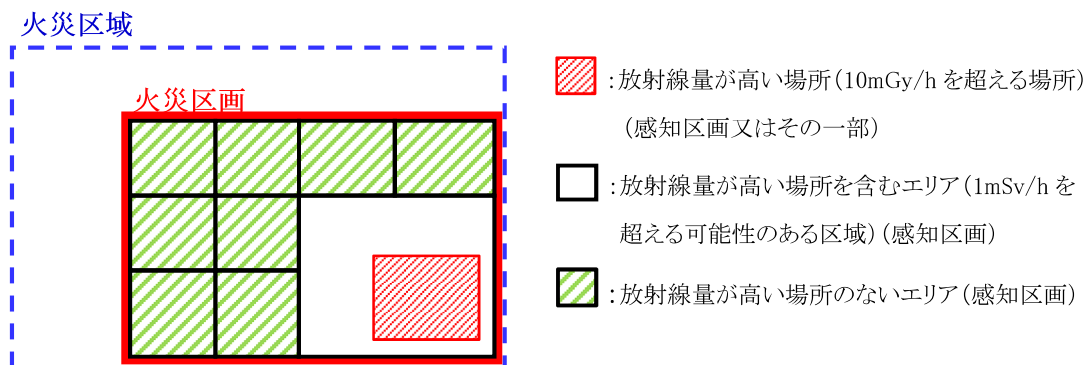 火災区域
火災区画
：放射線量が高い場所（10mGy/h を超える場所）
（感知区画又はその一部）
：放射線量が高い場所を含むエリア（1mSv/h を
超える可能性のある区域）（感知区画）
：放射線量が高い場所のないエリア（感知区画）